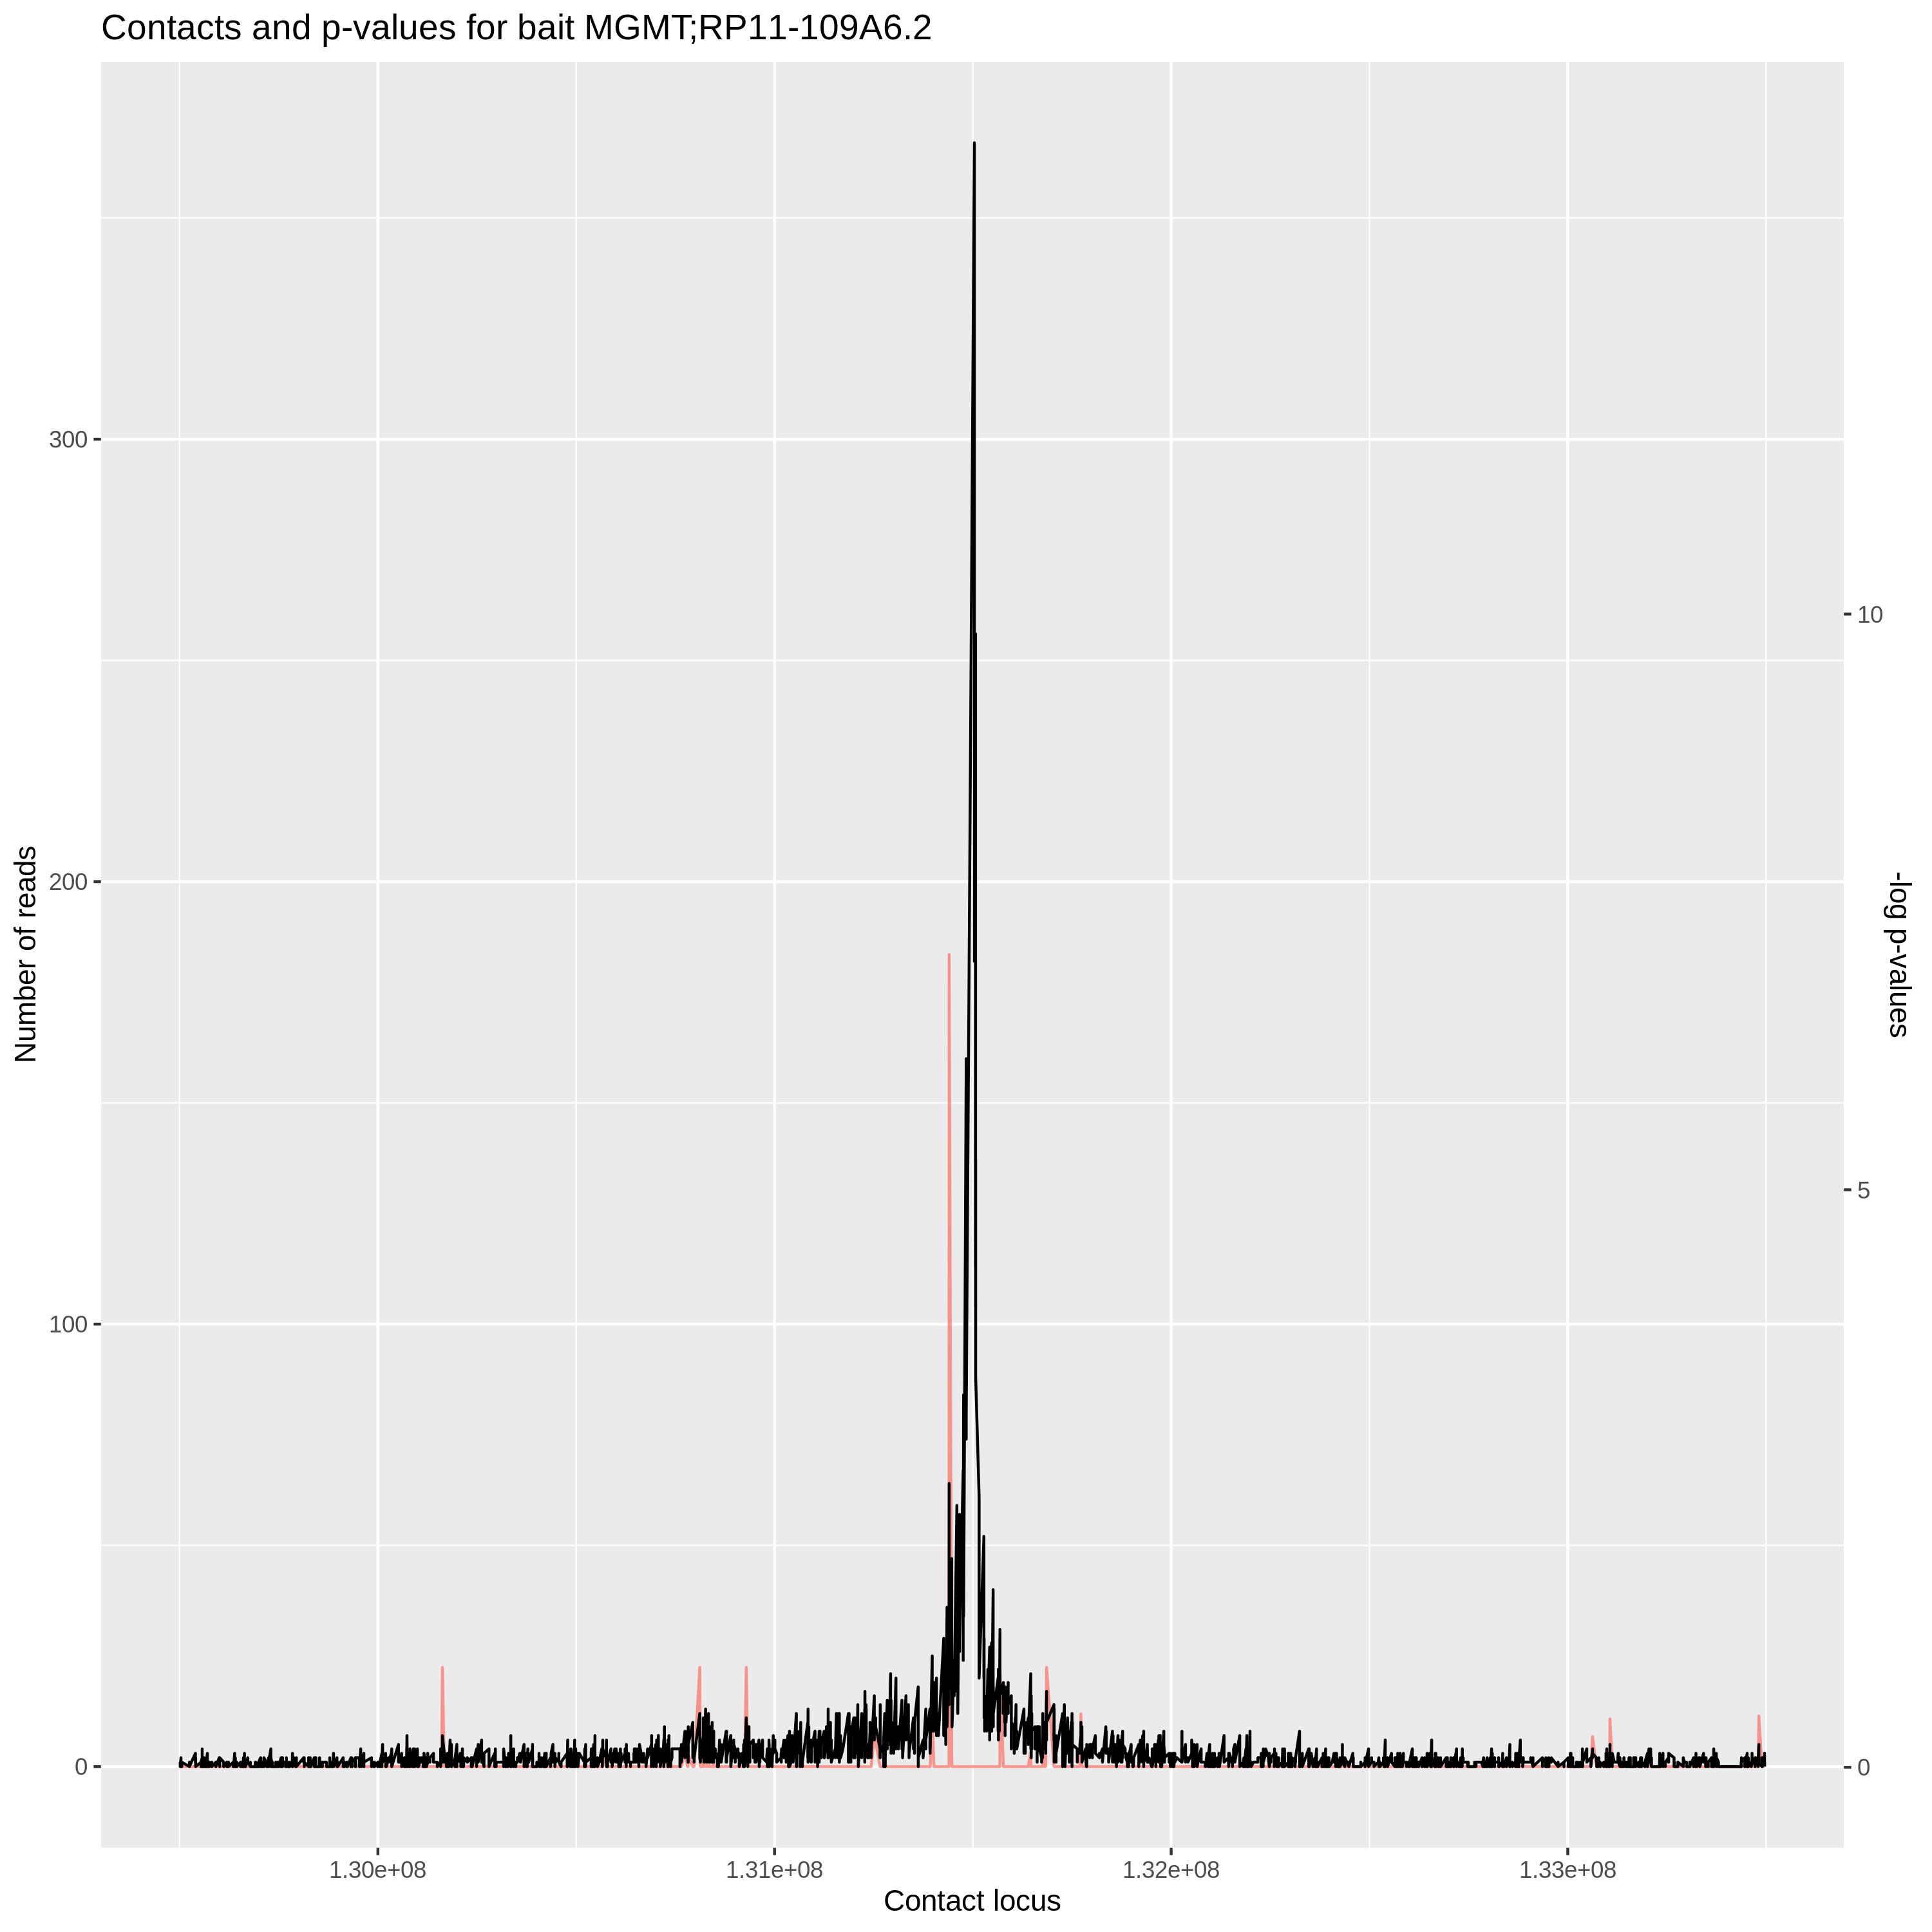 Contacts and p-values for bait MGMT;RP11-109A6.2
Number of reads
300
200
100
0
10
5
0
-log p-values
1.30e+08
1.31e+08
1.32e+08
1.33e+08
Contact locus